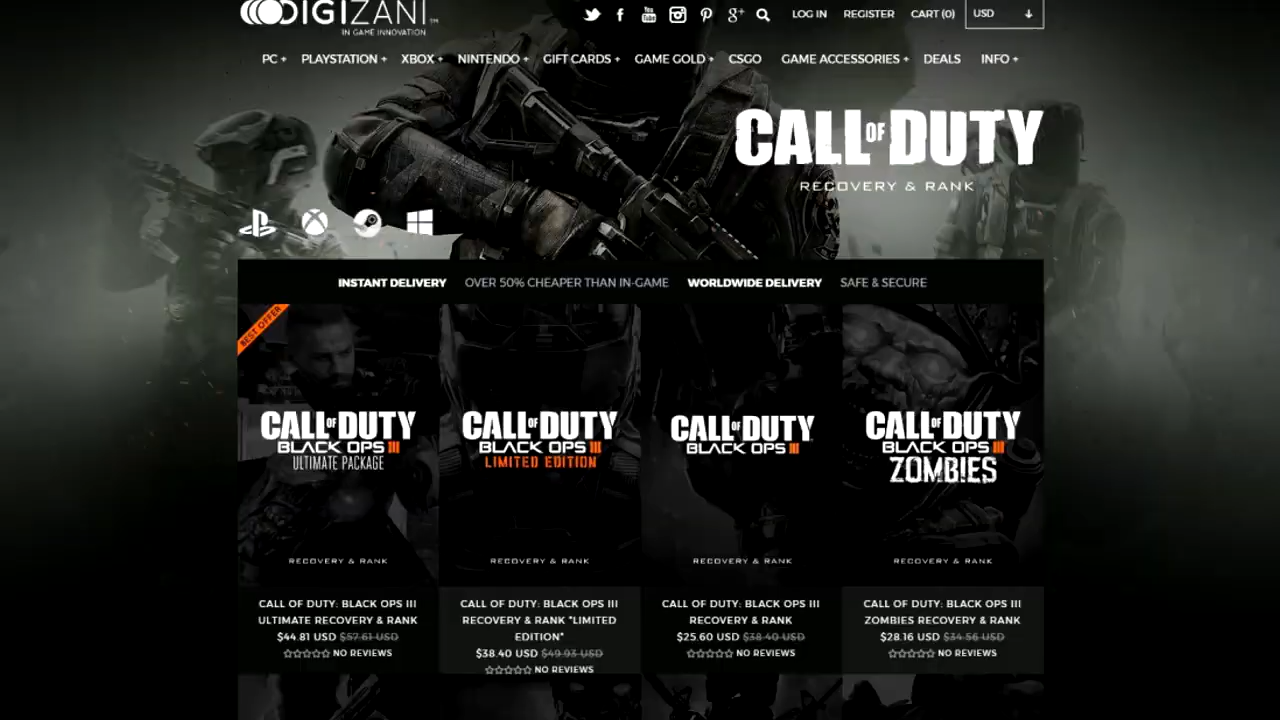 DIGIZANI™
IN GAME INNOVATION
You Tube
g+
LOG IN
REGISTER
CART (0)
USD
PC +
PLAYSTATION +
XBOX +
NINTENDO +
GIFT CARDS +
GAME GOLD +
CSGO
GAME ACCESSORIES +
DEALS
INFO +
CALL OF DUTY
RECOVERY & RANK
INSTANT DELIVERY
OVER 50% CHEAPER THAN IN-GAME
WORLDWIDE DELIVERY
SAFE & SECURE
BEST OFFER
CALL OF DUTY
BLACK OPS III
ULTIMATE PACKAGE
RECOVERY & RANK
CALL OF DUTY: BLACK OPS III
ULTIMATE RECOVERY & RANK
$44.81 USD $57.61 USD
NO REVIEWS
CALL OF DUTY
BLACK OPS III
LIMITED EDITION
RECOVERY & RANK
CALL OF DUTY: BLACK OPS III
RECOVERY & RANK "LIMITED
EDITION"
$38.40 USD $49.93 USD
NO REVIEWS
CALL OF DUTY
BLACK OPS III
RECOVERY & RANK
CALL OF DUTY: BLACK OPS III
RECOVERY & RANK
$25.60 USD $38.40 USD
NO REVIEWS
CALL OF DUTY
BLACK OPS III
ZOMBIES
RECOVERY & RANK
CALL OF DUTY: BLACK OPS III
ZOMBIES RECOVERY & RANK
$28.16 USD $34.56 USD
NO REVIEWS